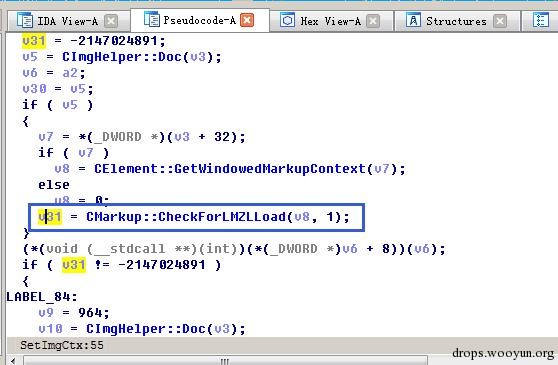 IDA View-A Pseudocode-A Hex View-A Structures
v31 = -2147024891;
v5 = CImgHelper::Doc(v3);
v6 = a2;
v30 = v5;
if ( v5 )
{
v7 = *(_DWORD *)(v3 + 32);
if ( v7 )
v8 = CElement::GetWindowedMarkupContext(v7);
else
v8 = 0;
v31 = CMarkup::CheckForLMZLLoad(v8, 1);
}
(*(void (__stdcall **)(int))(*(_DWORD *)v6 + 8))(v6);
if ( v31 != -2147024891 )
{
LABEL_84:
v9 = 964;
v10 = CImgHelper::Doc(v3);
SetImgCtx:55
drops.wooyun.org